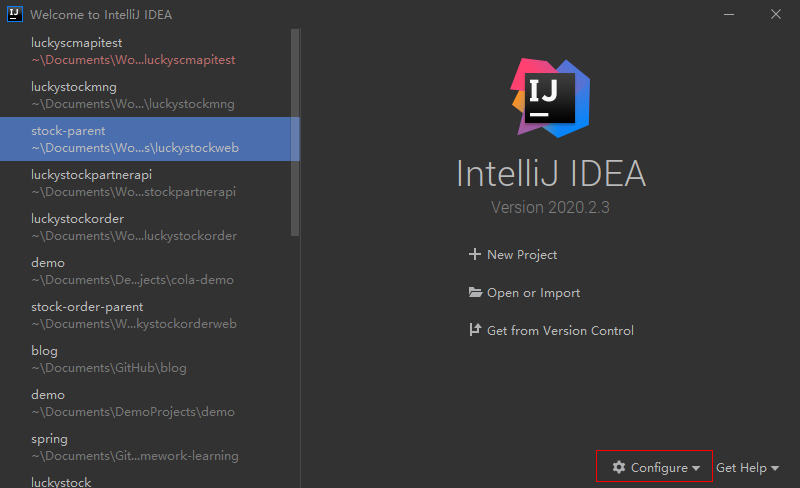 Welcome to IntelliJ IDEA
luckyscmapitest
~\Documents\Wo...luckyscmapitest
luckystockmng
~\Documents\Wo...\luckystockmng
stock-parent
~\Documents\Wo...s\luckystockweb
luckystockpartnerapi
~\Documents\Wo...stockpartnerapi
luckystockorder
~\Documents\Wo...luckystockorder
demo
~\Documents\De...jects\cola-demo
stock-order-parent
~\Documents\W...kystockorderweb
blog
~\Documents\GitHub\blog
demo
~\Documents\DemoProjects\demo
spring
~\Documents\Git...mework-learning
luckystock
IJ
IntelliJ IDEA
Version 2020.2.3
New Project
Open or Import
Get from Version Control
Configure
Get Help